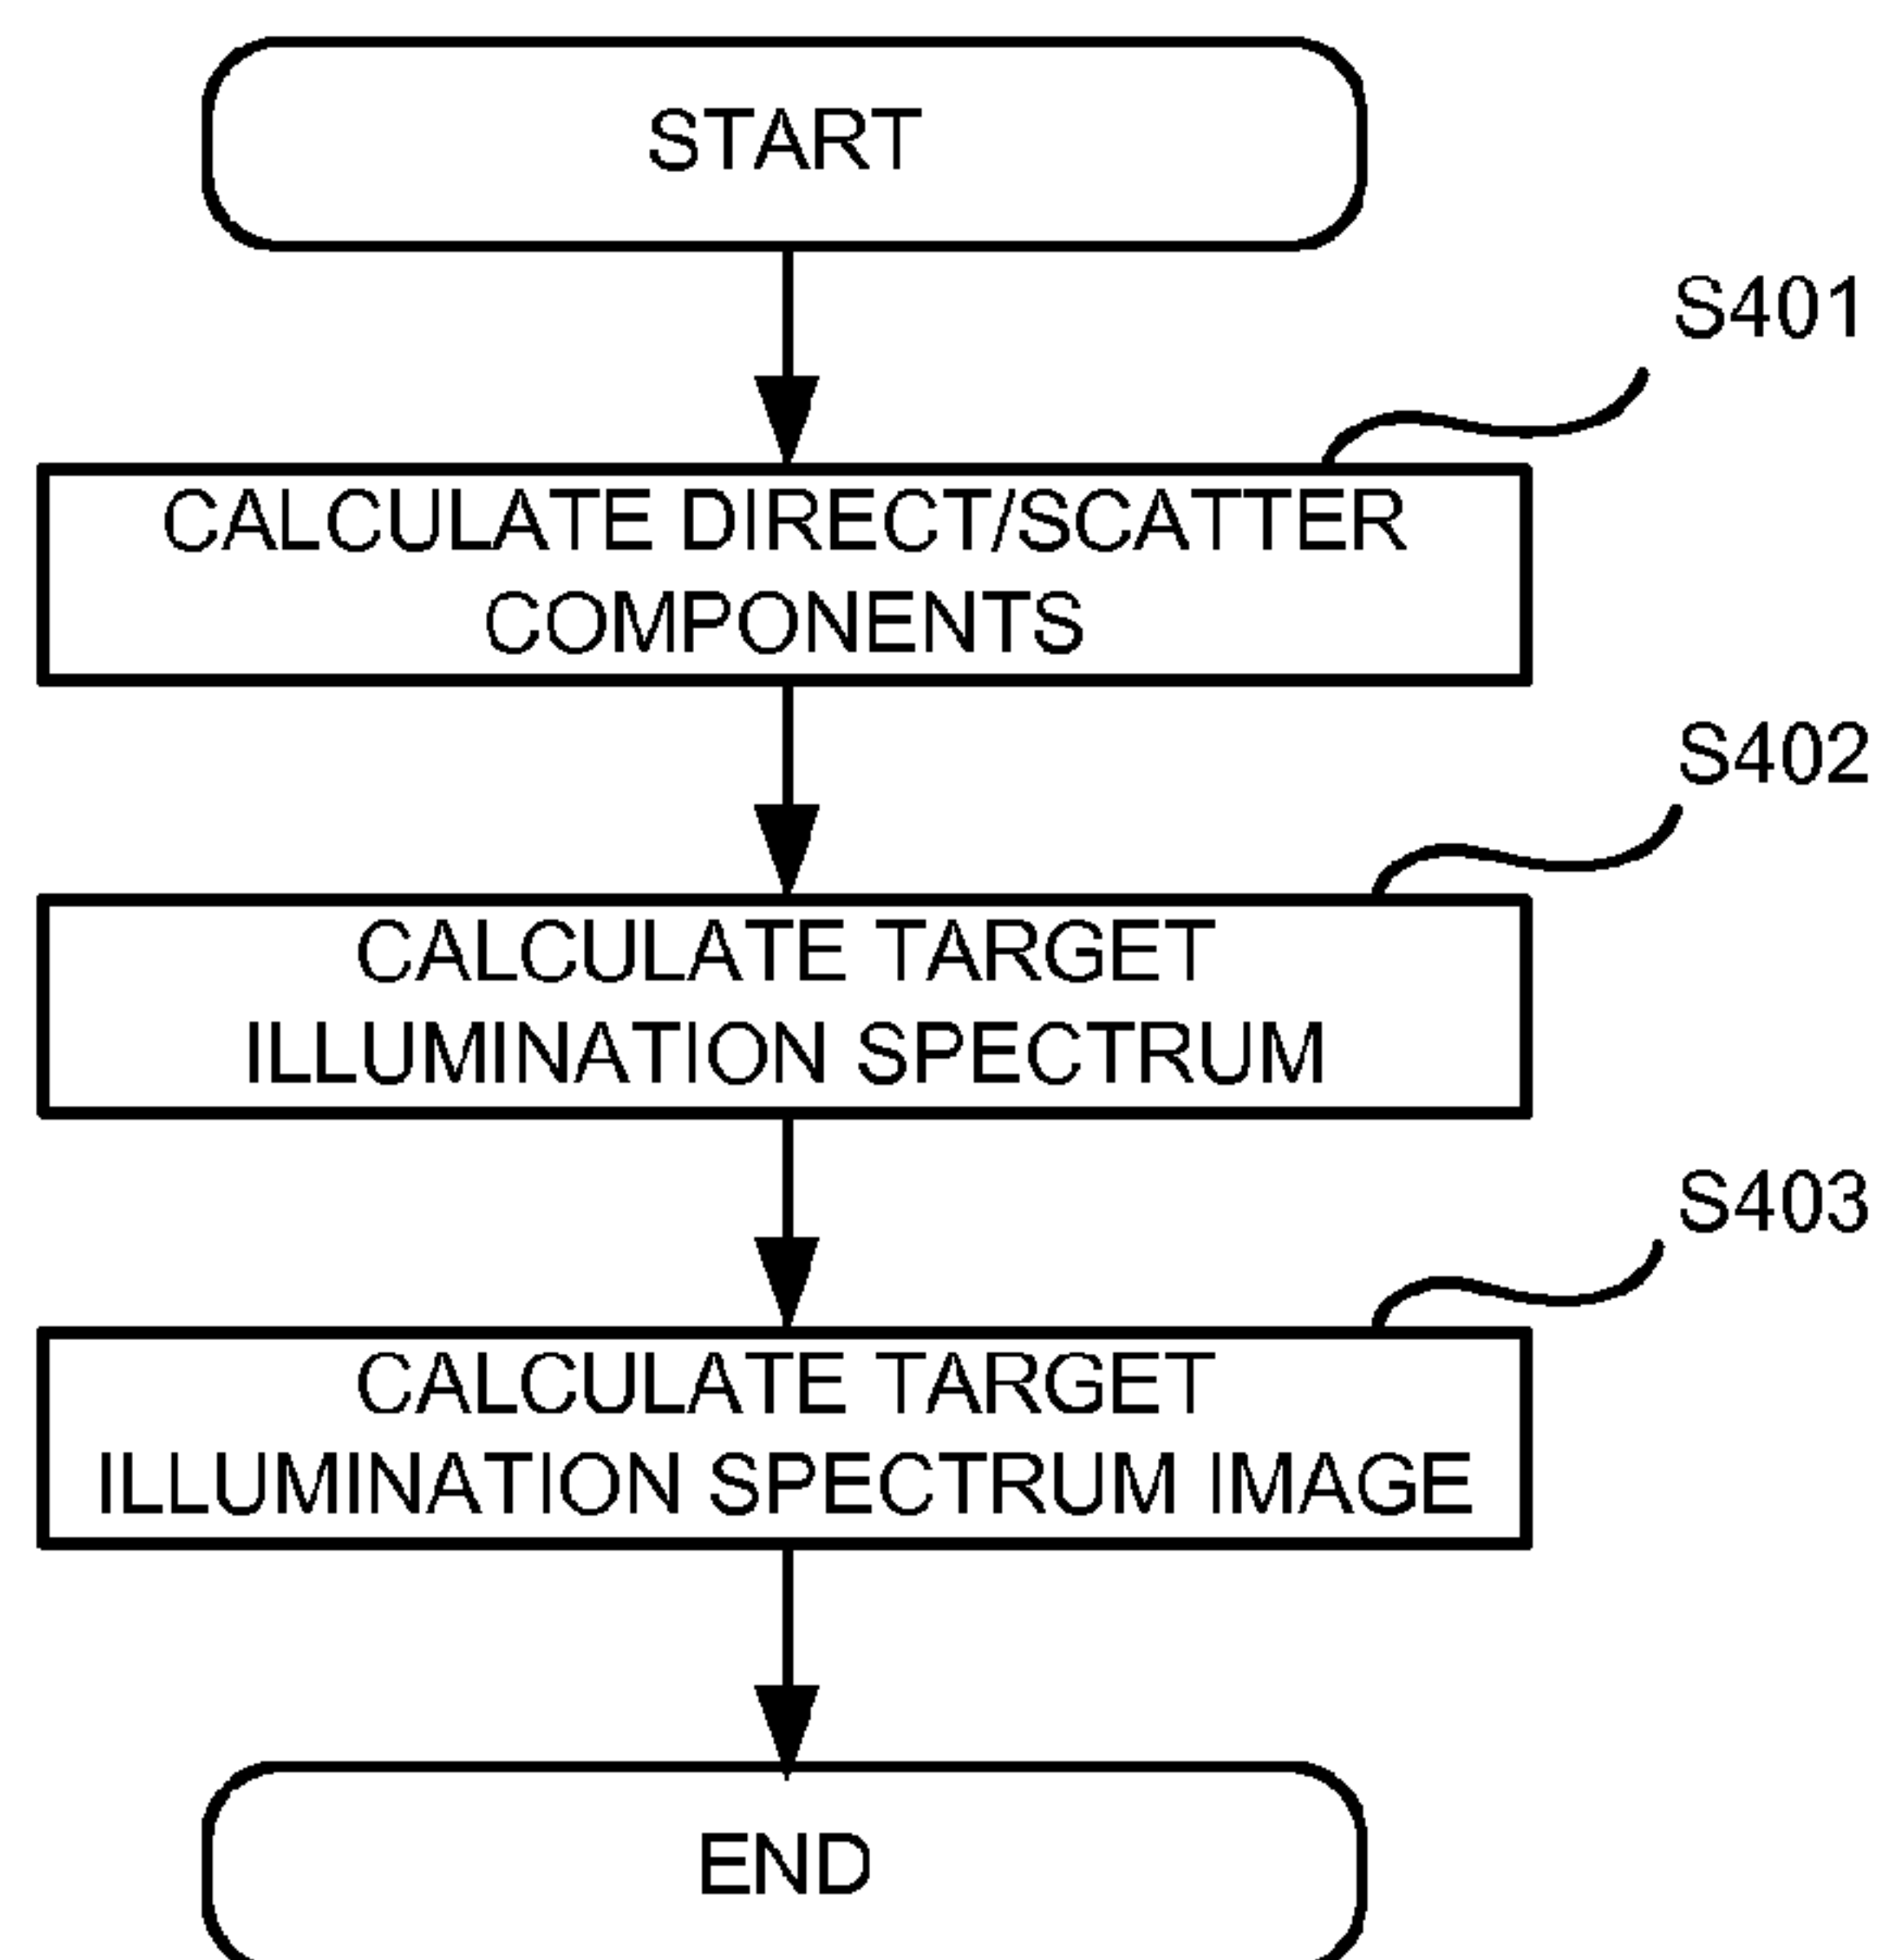 START
S401
CALCULATE DIRECT/SCATTER
COMPONENTS
S402
CALCULATE TARGET
ILLUMINATION SPECTRUM
S403
CALCULATE TARGET
ILLUMINATION SPECTRUM IMAGE
END